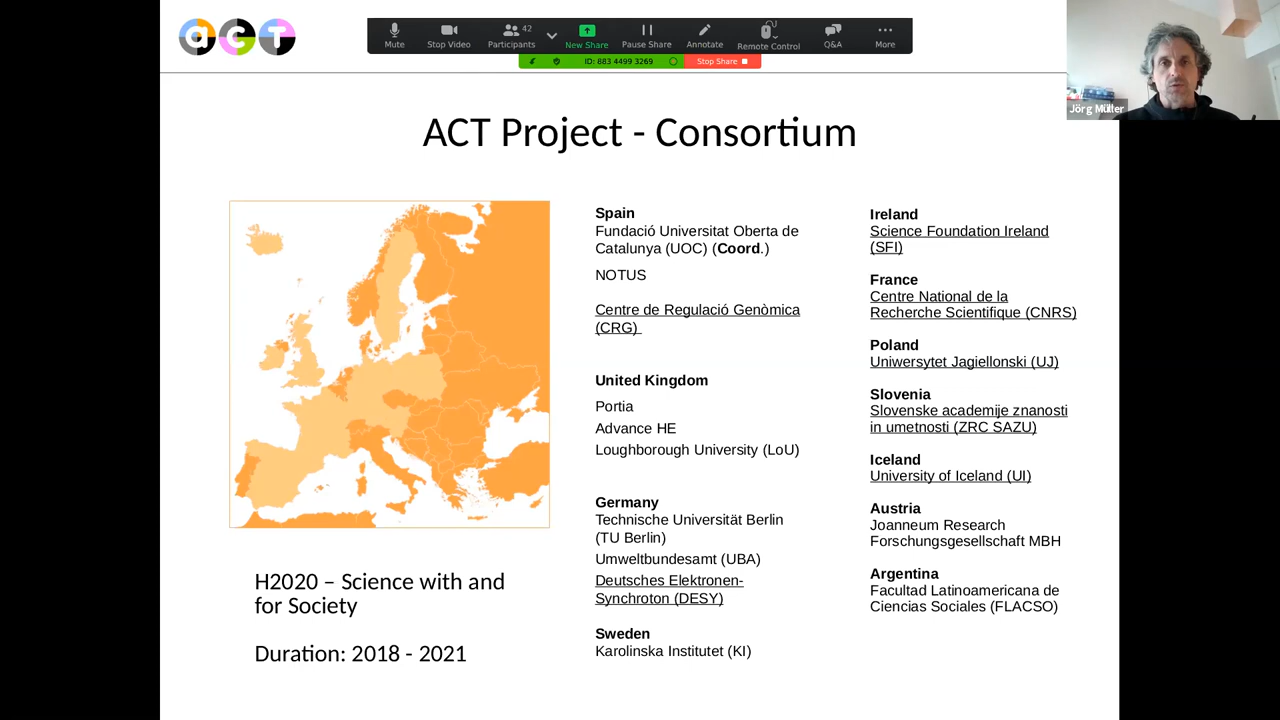 act
Mute
Stop Video
Participants
42
New Share
Pause Share
Annotate
Remote Control
Q&A
More
ID: 883 4499 3269
Stop Share
Jörg Müller
ACT Project - Consortium
Spain
Fundació Universitat Oberta de
Catalunya (UOC) (Coord.)
NOTUS
Centre de Regulació Genòmica
(CRG)
United Kingdom
Portia
Advance HE
Loughborough University (LoU)
Germany
Technische Universität Berlin
(TU Berlin)
Umweltbundesamt (UBA)
Deutsches Elektronen-
Synchroton (DESY)
Sweden
Karolinska Institutet (KI)
Ireland
Science Foundation Ireland
(SFI)
France
Centre National de la
Recherche Scientifique (CNRS)
Poland
Uniwersytet Jagiellonski (UJ)
Slovenia
Slovenske academije znanosti
in umetnosti (ZRC SAZU)
Iceland
University of Iceland (UI)
Austria
Joanneum Research
Forschungsgesellschaft MBH
Argentina
Facultad Latinoamericana de
Ciencias Sociales (FLACSO)
H2020 – Science with and
for Society
Duration: 2018 - 2021